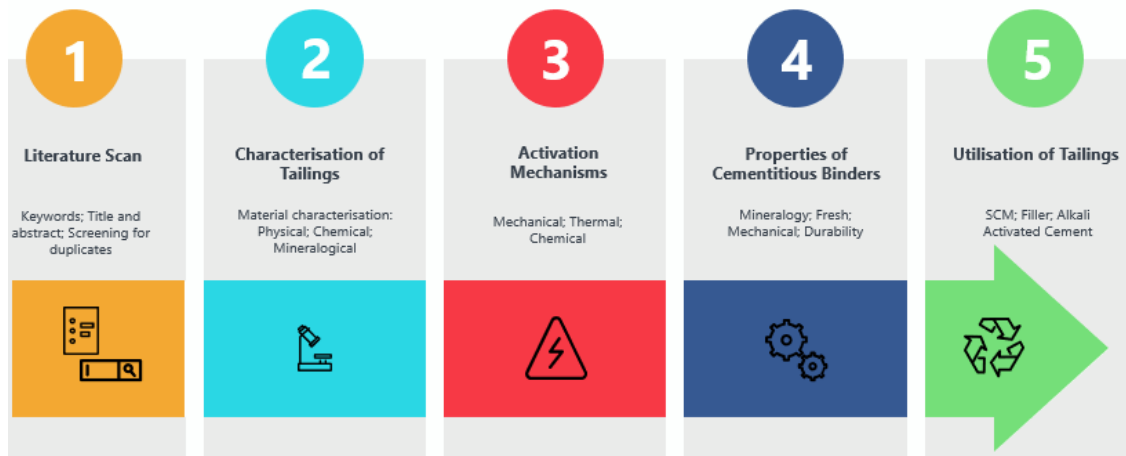 1
Literature Scan
Keywords; Title and
abstract; Screening for
duplicates
2
Characterisation of
Tailings
Material characterisation:
Physical; Chemical;
Mineralogical
3
Activation
Mechanisms
Mechanical; Thermal;
Chemical
4
Properties of
Cementitious Binders
Mineralogy; Fresh;
Mechanical; Durability
5
Utilisation of Tailings
SCM; Filler; Alkali
Activated Cement